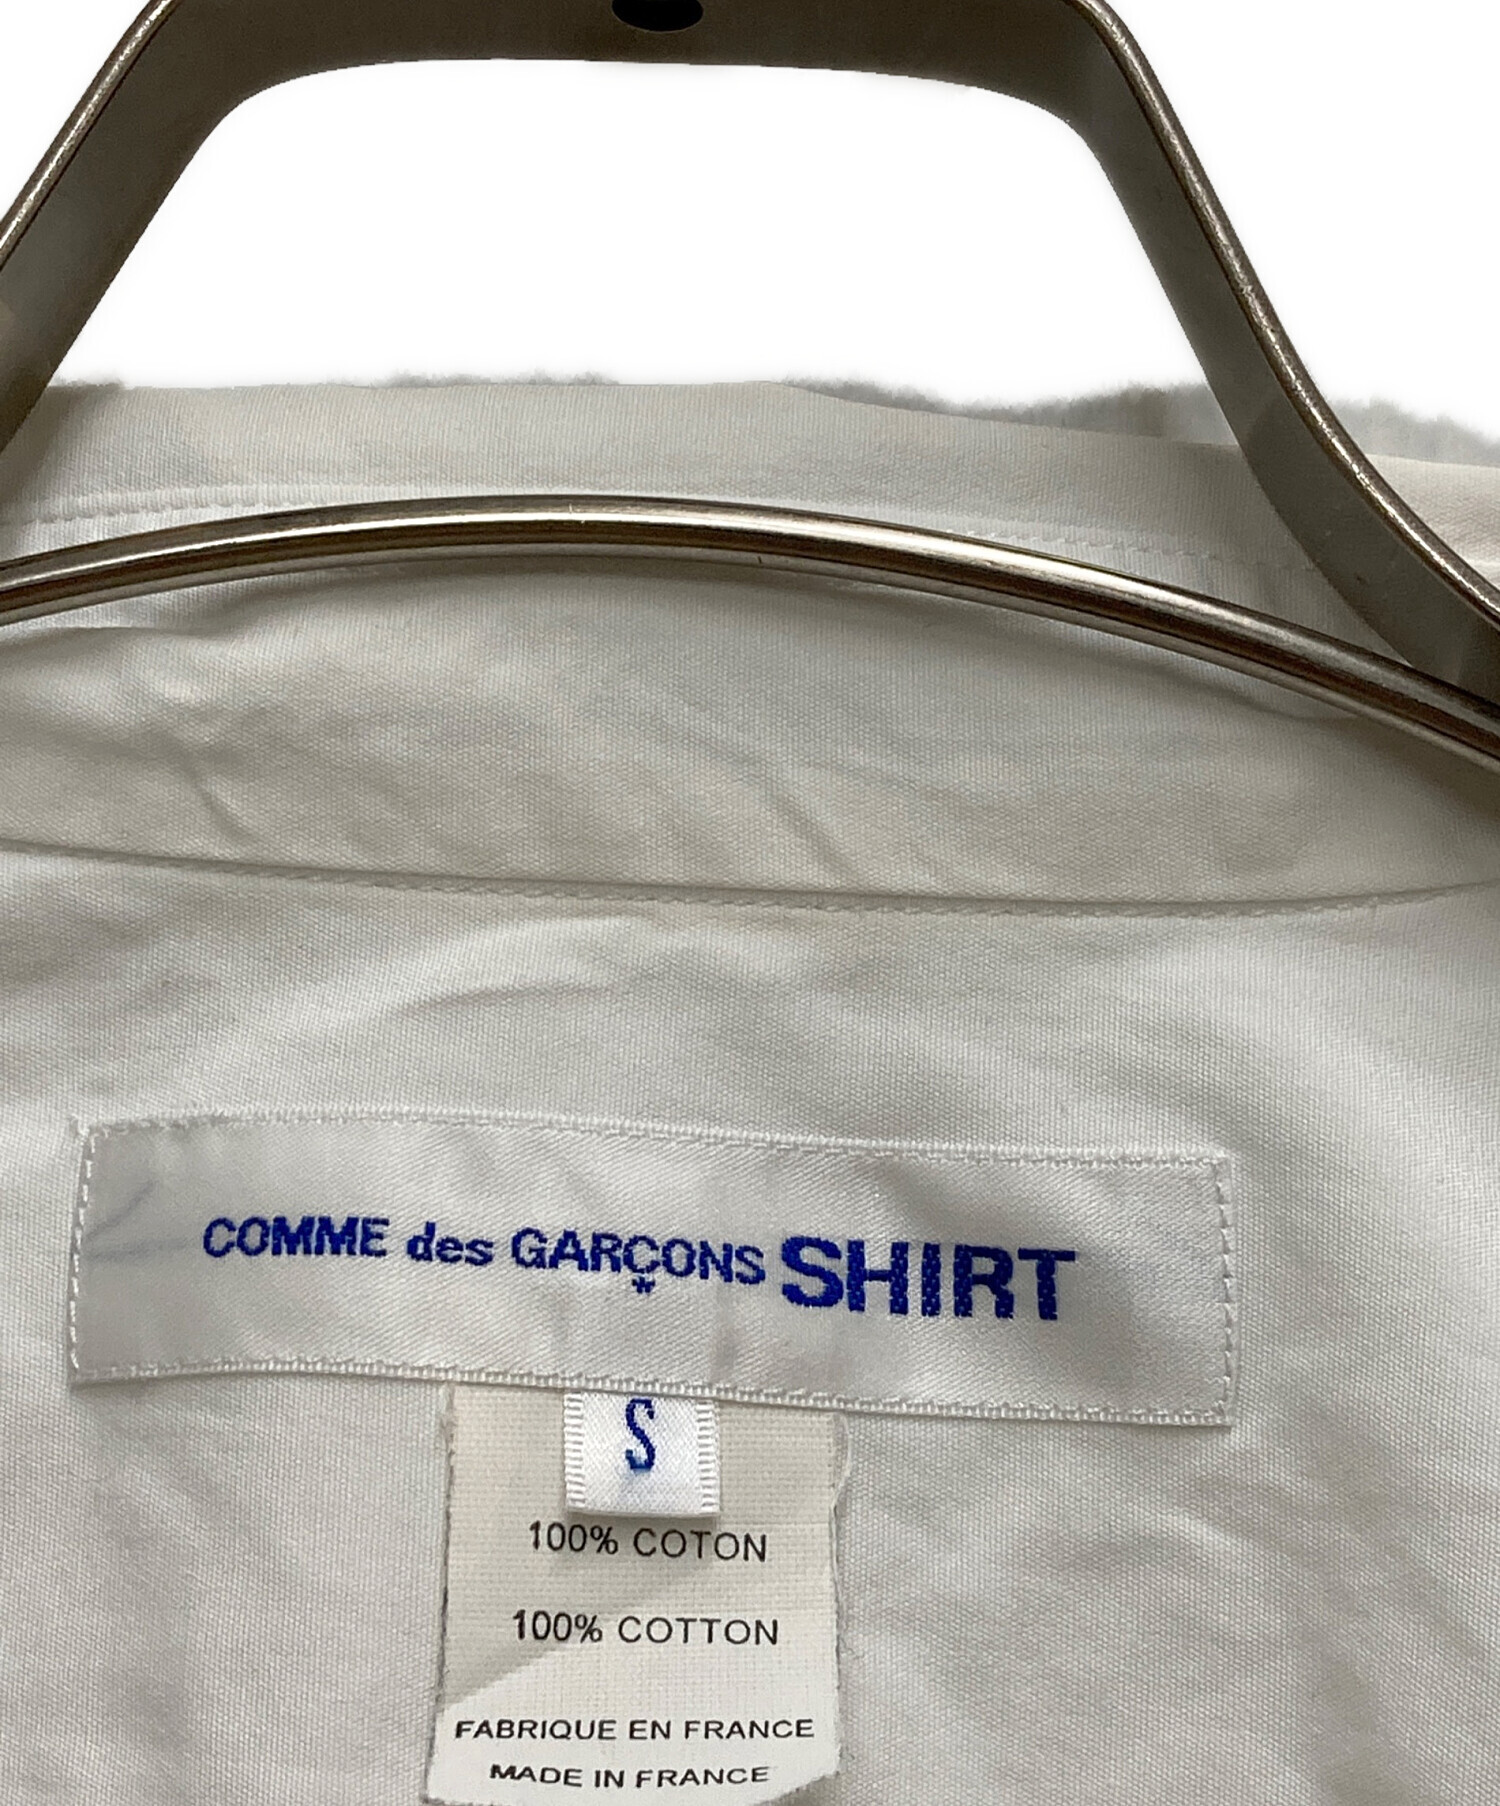 COMME des GARÇONS SHIRT
*
S
100% COTON
100% COTTON
FABRIQUE EN FRANCE
MADE IN FRANCE